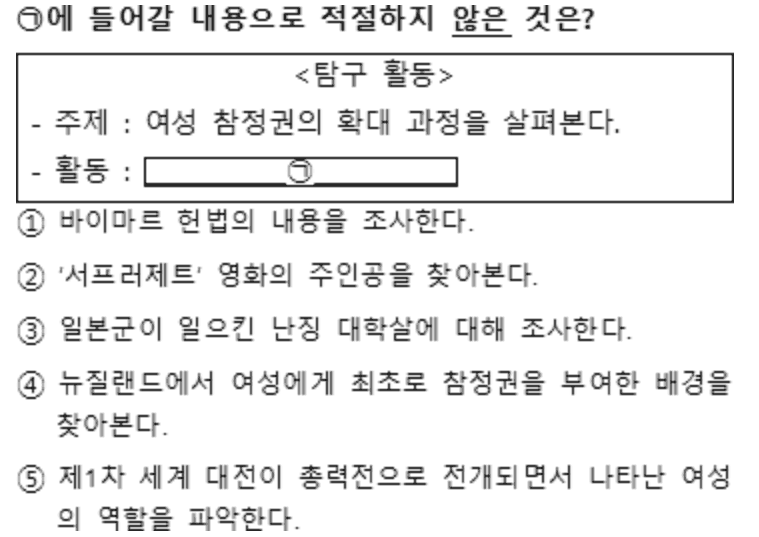 ㉠에 들어갈 내용으로 적절하지 않은 것은?
<탐구 활동>
- 주제 : 여성 참정권의 확대 과정을 살펴본다.
- 활동 : ㉠
① 바이마르 헌법의 내용을 조사한다.
② '서프러제트' 영화의 주인공을 찾아본다.
③ 일본군이 일으킨 난징 대학살에 대해 조사한다.
④ 뉴질랜드에서 여성에게 최초로 참정권을 부여한 배경을
찾아본다.
⑤ 제1차 세계 대전이 총력전으로 전개되면서 나타난 여성
의 역할을 파악한다.